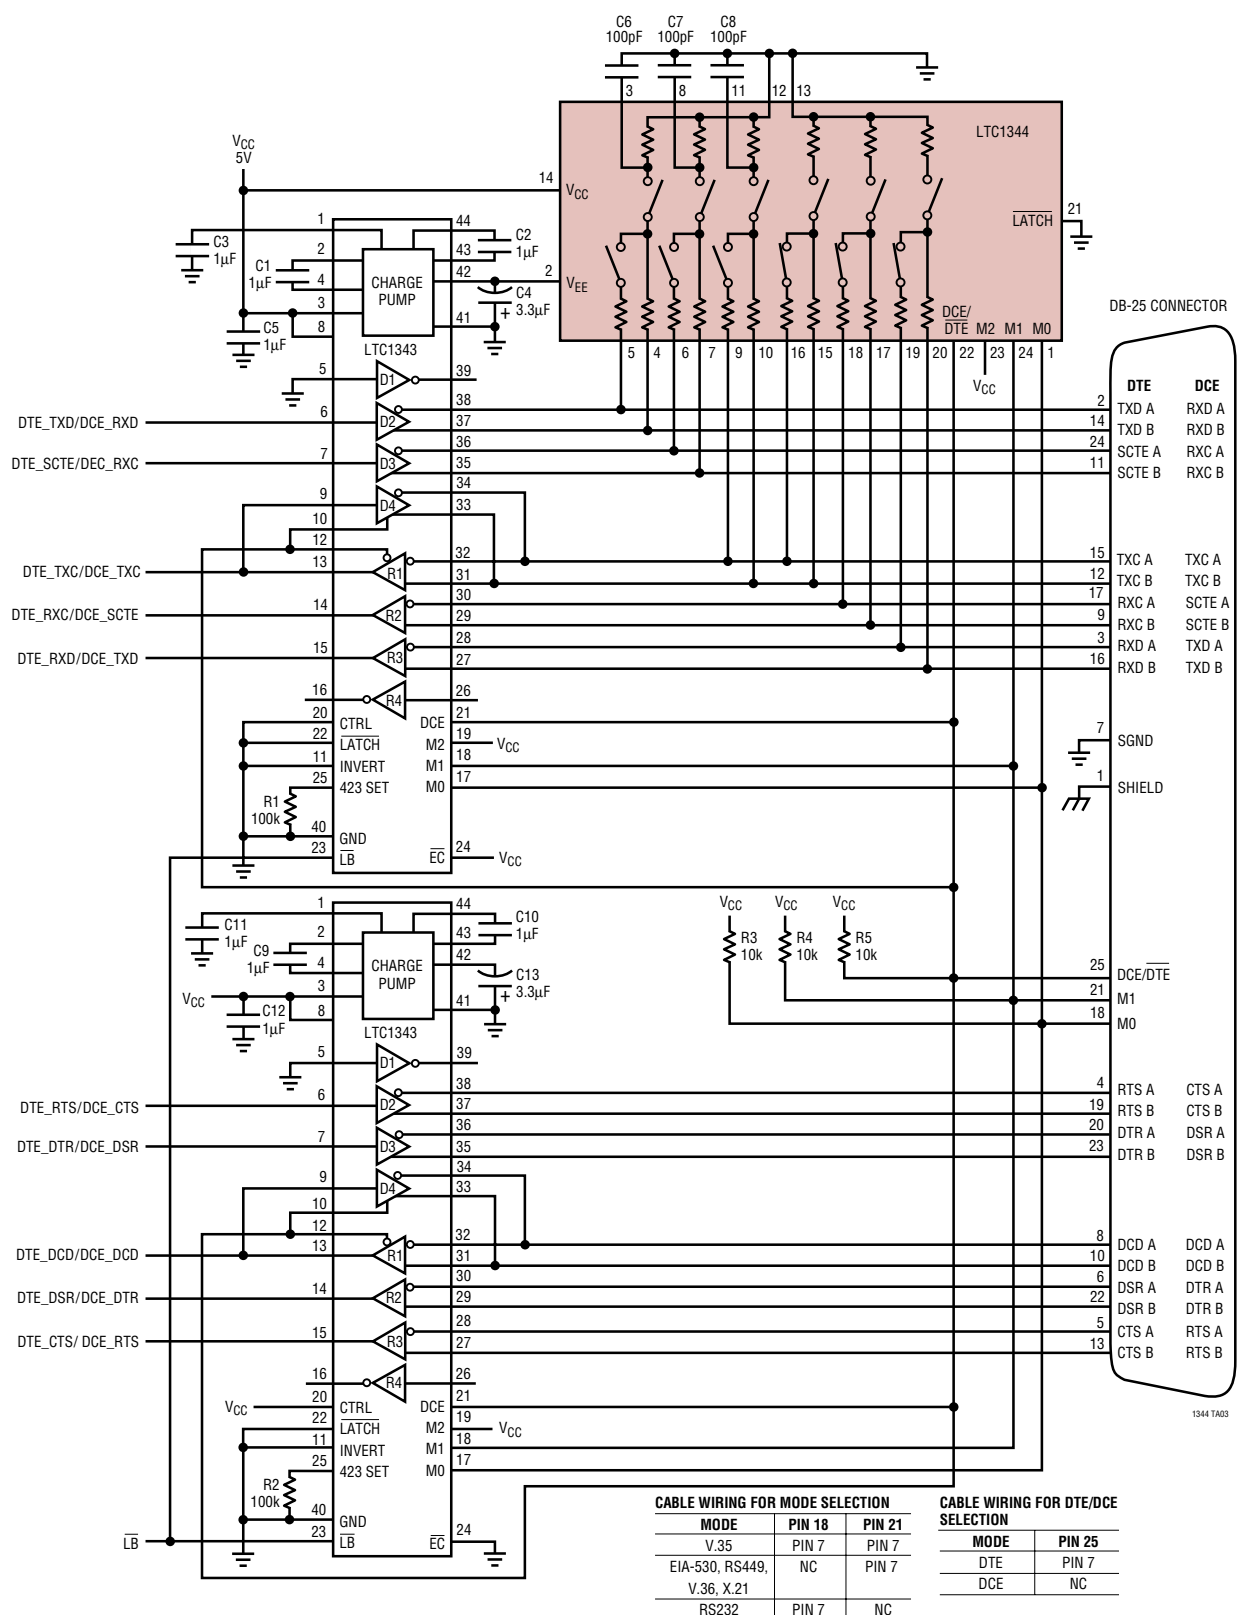 C6 C7 C8
100pF 100pF 100pF
3 8 11 12 13
LTC1344
VCC
5V
14 VCC
LATCH 21
1 44
C3
1µF
2 43
C2
1µF
C1
1µF
4 42
CHARGE
PUMP
2 VEE
C4
3.3µF
+
3
8 41
C5
1µF
LTC1343
DCE/
DTE M2 M1 M0
5 4 6 7 9 10 16 15 18 17 19 20 22 23 24 1
VCC
DB-25 CONNECTOR
DTE DCE
5 D1 39
DTE_TXD/DCE_RXD 6 D2 38 2 TXD A RXD A
37 14 TXD B RXD B
DTE_SCTE/DEC_RXC 7 D3 36 24 SCTE A RXC A
35 11 SCTE B RXC B
9 D4 34
10 33
12
DTE_TXC/DCE_TXC 13 R1 32 15 TXC A TXC A
31 12 TXC B TXC B
DTE_RXC/DCE_SCTE 14 R2 30 17 RXC A SCTE A
29 9 RXC B SCTE B
DTE_RXD/DCE_TXD 15 R3 28 3 RXD A TXD A
27 16 RXD B TXD B
16 R4 26
20 CTRL DCE 21
22 LATCH M2 19 VCC
11 INVERT M1 18
25 423 SET M0 17
R1
100k
40 GND
23 LB EC 24 VCC
7 SGND
1 SHIELD
1 44
C11
1µF
2 43
C10
1µF
C9
1µF
4 42
CHARGE
PUMP
C13
3.3µF
+
VCC 3
8 41
C12
1µF
LTC1343
VCC VCC VCC
R3
10k
R4
10k
R5
10k
25 DCE/DTE
21 M1
18 M0
5 D1 39
DTE_RTS/DCE_CTS 6 D2 38 4 RTS A CTS A
37 19 RTS B CTS B
DTE_DTR/DCE_DSR 7 D3 36 20 DTR A DSR A
35 23 DTR B DSR B
9 D4 34
10 33
12
DTE_DCD/DCE_DCD 13 R1 32 8 DCD A DCD A
31 10 DCD B DCD B
DTE_DSR/DCE_DTR 14 R2 30 6 DSR A DTR A
29 22 DSR B DTR B
DTE_CTS/ DCE_RTS 15 R3 28 5 CTS A RTS A
27 13 CTS B RTS B
16 R4 26
VCC 20 CTRL DCE 21
22 LATCH M2 19 VCC
11 INVERT M1 18
25 423 SET M0 17
R2
100k
40 GND
LB 23 LB EC 24
1344 TA03
CABLE WIRING FOR MODE SELECTION
MODE PIN 18 PIN 21
V.35 PIN 7 PIN 7
EIA-530, RS449, NC PIN 7
V.36, X.21
RS232 PIN 7 NC
CABLE WIRING FOR DTE/DCE
SELECTION
MODE PIN 25
DTE PIN 7
DCE NC